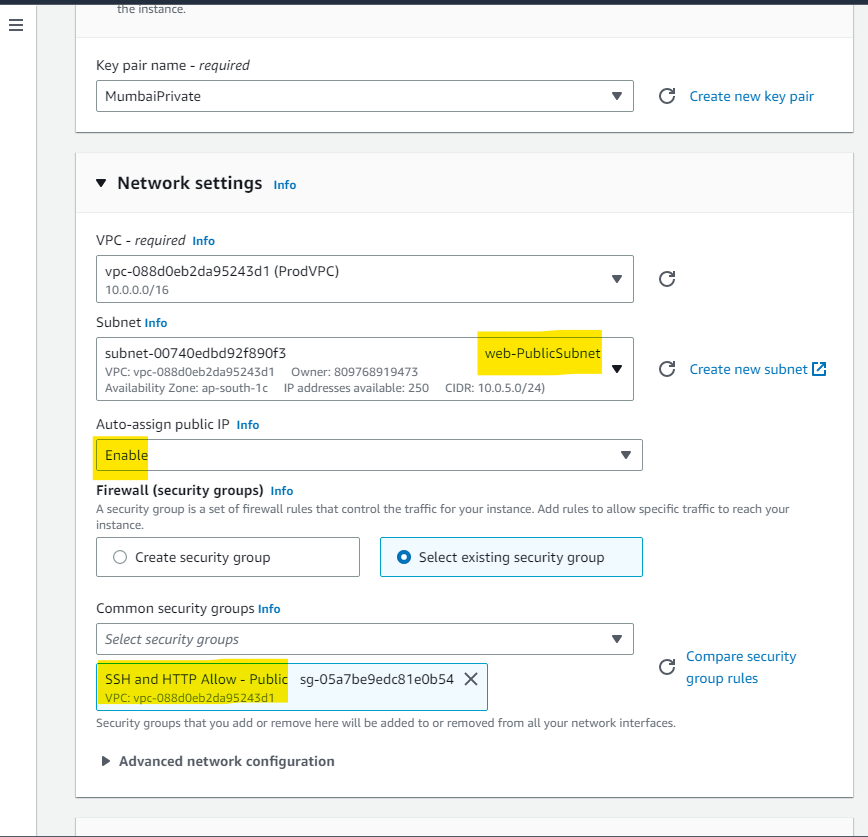 the instance.
Key pair name - required
MumbaiPrivate
Create new key pair
Network settings Info
VPC - required Info
vpc-088d0eb2da95243d1 (ProdVPC)
10.0.0.0/16
Subnet Info
subnet-00740edbd92f890f3 web-PublicSubnet
VPC: vpc-088d0eb2da95243d1 Owner: 809768919473
Availability Zone: ap-south-1c IP addresses available: 250 CIDR: 10.0.5.0/24)
Create new subnet
Auto-assign public IP Info
Enable
Firewall (security groups) Info
A security group is a set of firewall rules that control the traffic for your instance. Add rules to allow specific traffic to reach your
instance.
Create security group
Select existing security group
Common security groups Info
Select security groups
SSH and HTTP Allow - Public sg-05a7be9edc81e0b54
VPC: vpc-088d0eb2da95243d1
Compare security
group rules
Security groups that you add or remove here will be added to or removed from all your network interfaces.
Advanced network configuration